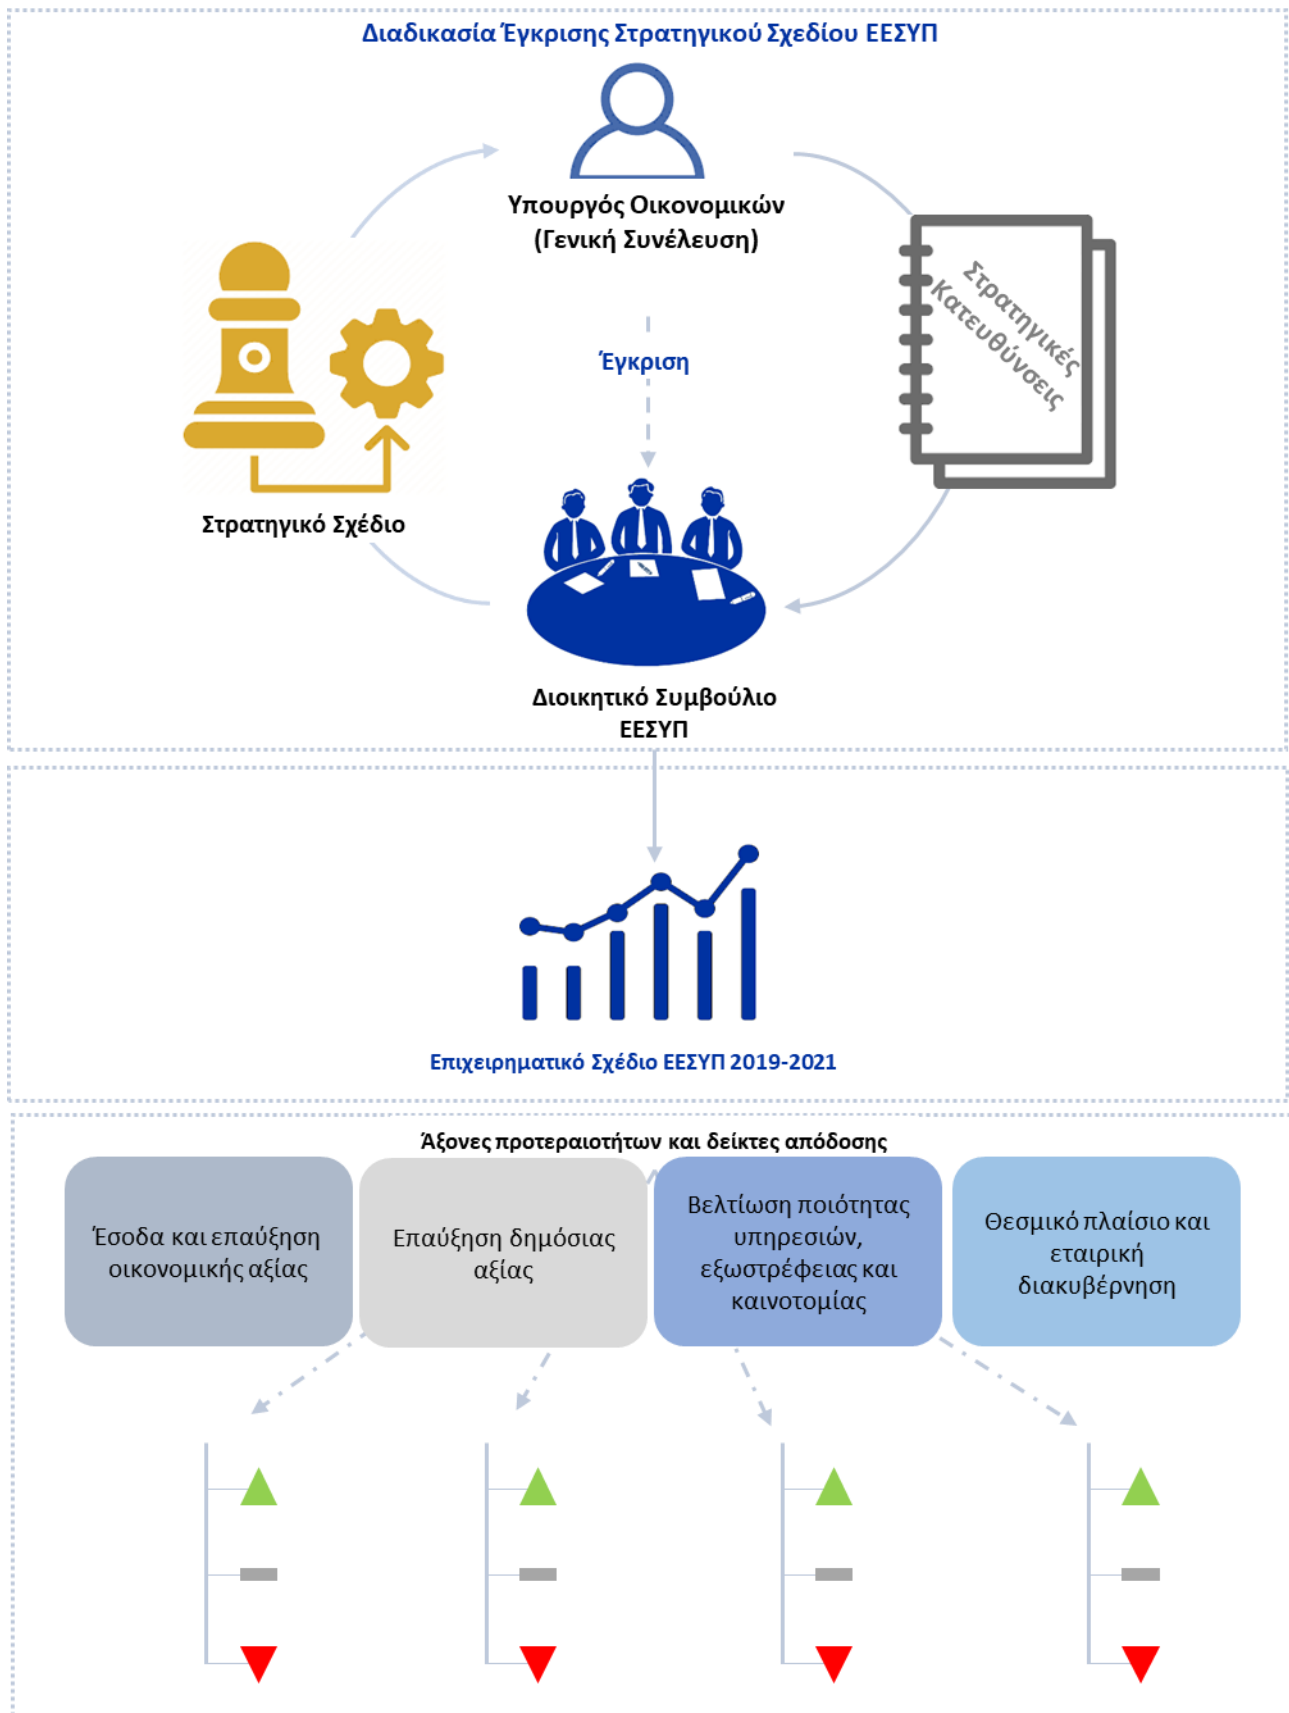 Διαδικασία Έγκρισης Στρατηγικού Σχεδίου ΕΕΣΥΠ
Υπουργός Οικονομικών
(Γενική Συνέλευση)
Στρατηγικές
Κατευθύνσεις
Έγκριση
Στρατηγικό Σχέδιο
Διοικητικό Συμβούλιο
ΕΕΣΥΠ
Επιχειρηματικό Σχέδιο ΕΕΣΥΠ 2019-2021
Άξονες προτεραιοτήτων και δείκτες απόδοσης
Έσοδα και επαύξηση
οικονομικής αξίας
Επαύξηση δημόσιας
αξίας
Βελτίωση ποιότητας
υπηρεσιών,
εξωστρέφειας και
καινοτομίας
Θεσμικό πλαίσιο και
εταιρική
διακυβέρνηση